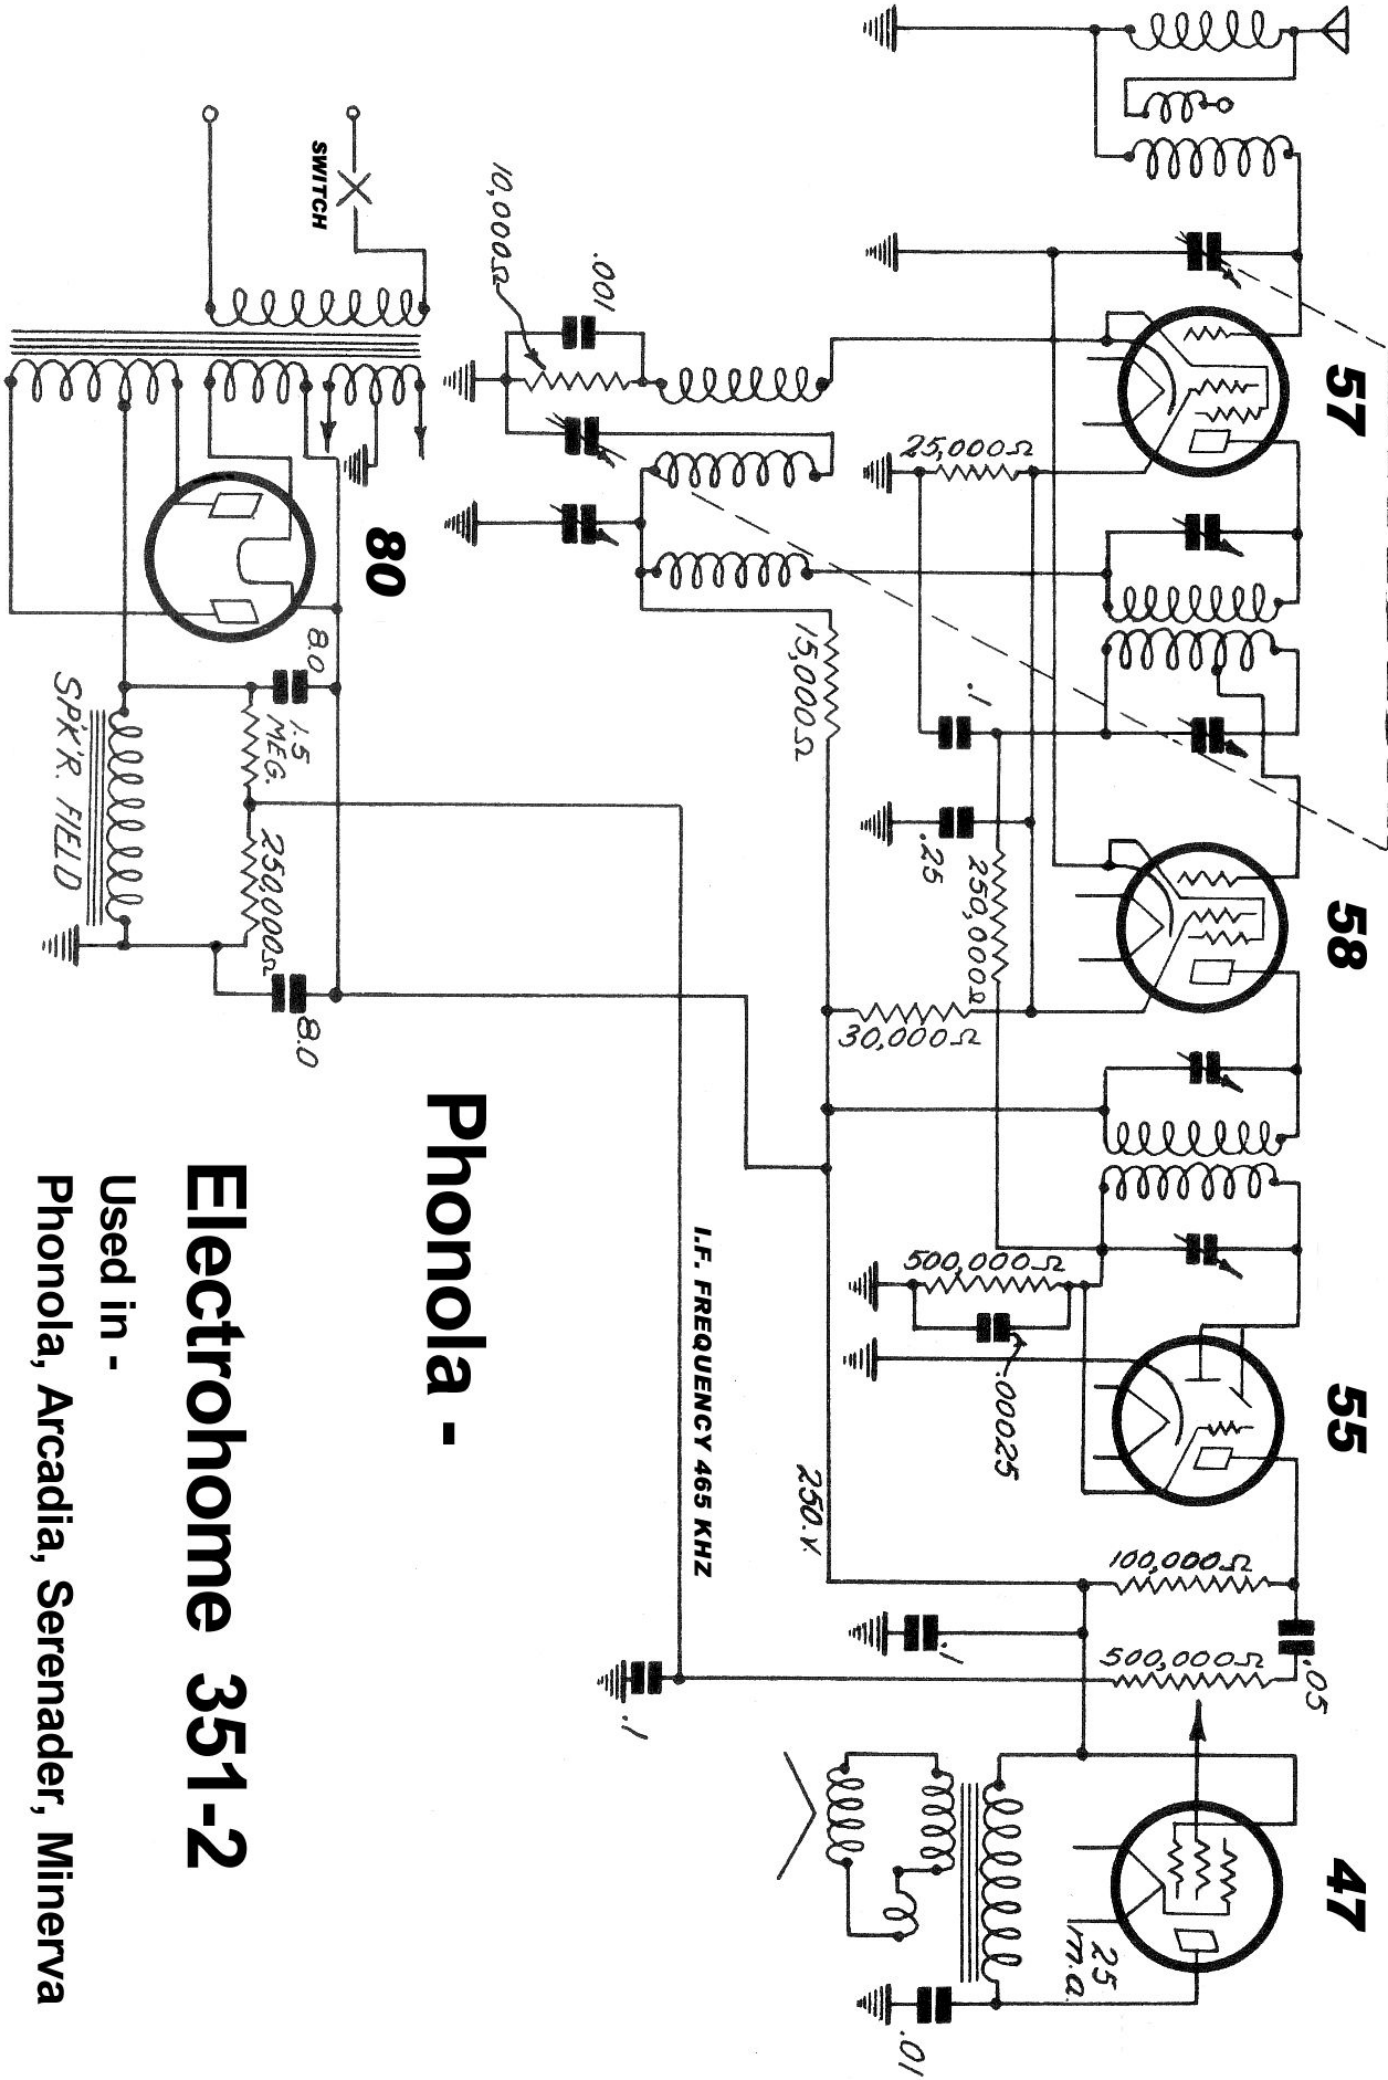 57
58
55
47
.05
100,000Ω
500,000Ω
25
m.a.
25,000Ω
.1
.25
250,000Ω
30,000Ω
500,000Ω
.00025
.1
.01
15,000Ω
250.V.
.001
10,000Ω
I.F. FREQUENCY 465 KHZ
.1
SWITCH
80
8.0
1.5
MEG.
250,000Ω
8.0
SP'K'R. FIELD
Phonola -
Electrohome 351-2
Used in -
Phonola, Arcadia, Serenader, Minerva